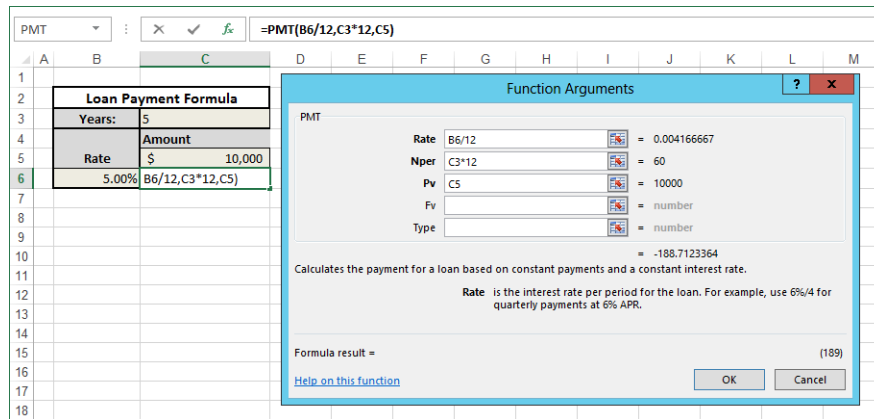 PMT =PMT(B6/12,C3*12,C5)
A B C D E F G H I J K L M
1
2 Loan Payment Formula
3 Years: 5
4 Amount
5 Rate $ 10,000
6 5.00% B6/12,C3*12,C5)
7
8
9
10
11
12
13
14
15
16
17
18
Function Arguments ? x
PMT
Rate B6/12 = 0.004166667
Nper C3*12 = 60
Pv C5 = 10000
Fv = number
Type = number
= -188.7123364
Calculates the payment for a loan based on constant payments and a constant interest rate.
Rate is the interest rate per period for the loan. For example, use 6%/4 for
quarterly payments at 6% APR.
Formula result = (189)
Help on this function OK Cancel